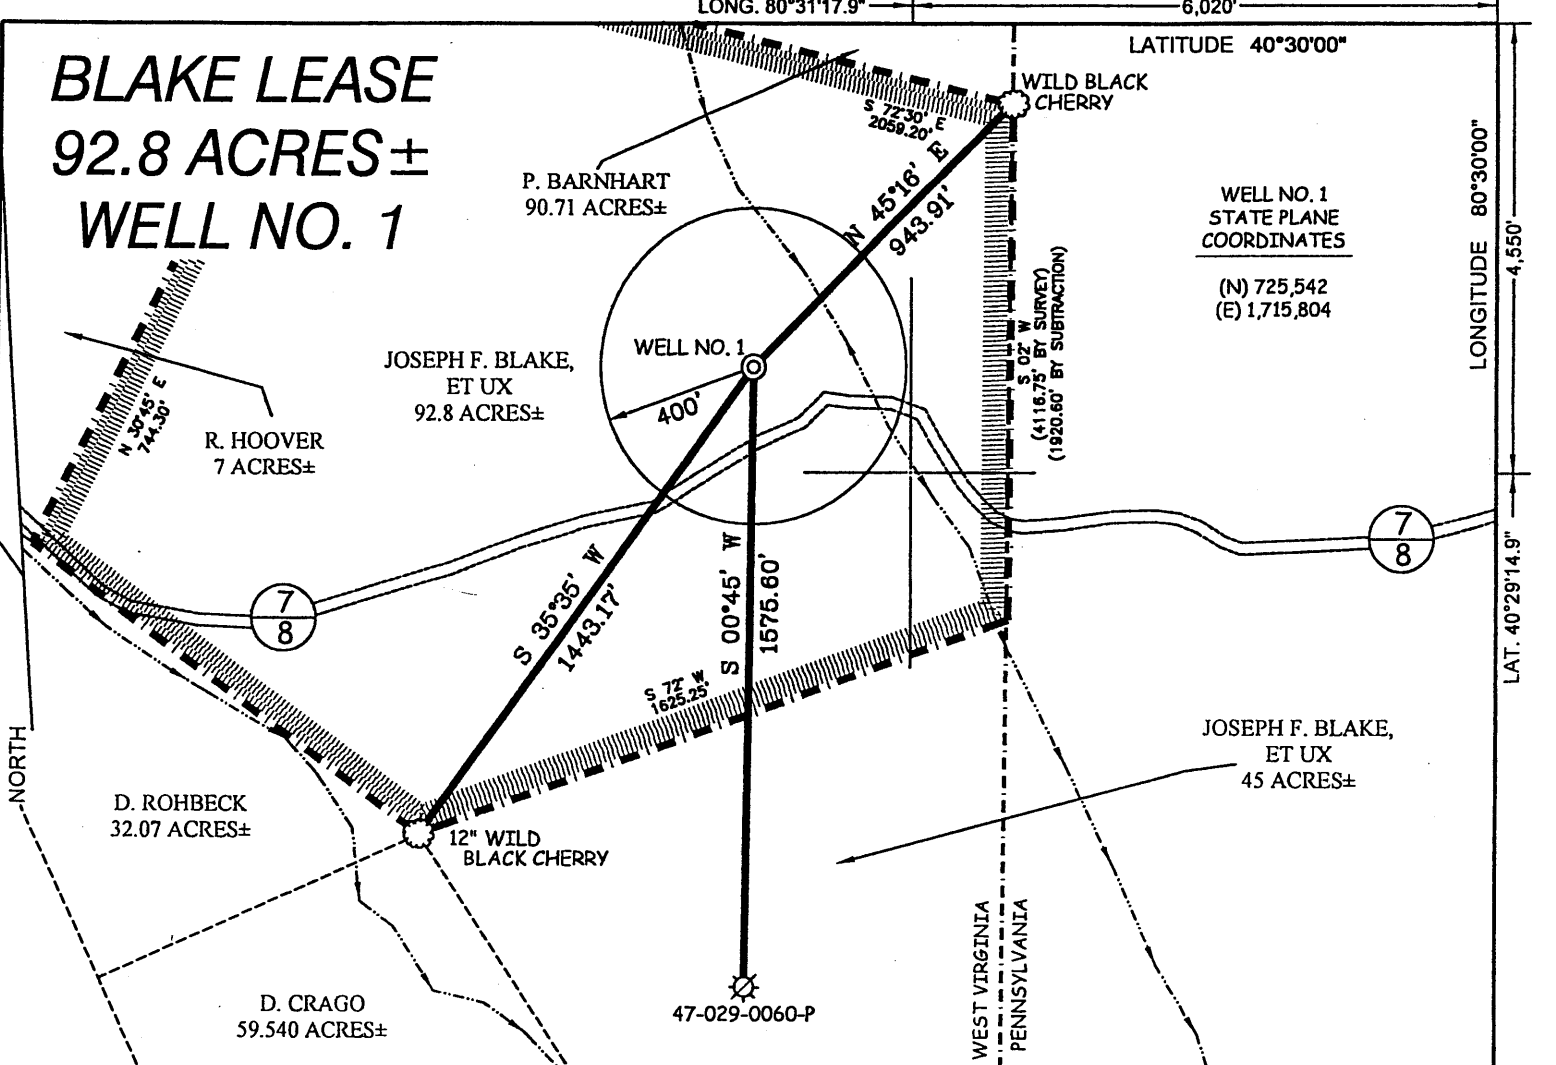 LONG. 80°31'17.9"
6,020'
LATITUDE 40°30'00"
BLAKE LEASE
92.8 ACRES±
WELL NO. 1
WILD BLACK
CHERRY
S 72°30' E
2059.20'
P. BARNHART
90.71 ACRES±
N 45°16' E
943.91'
WELL NO. 1
STATE PLANE
COORDINATES
(N) 725,542
(E) 1,715,804
LONGITUDE 80°30'00"
4,550'
S 02° W
(4116.75' BY SURVEY)
(1920.60' BY SUBTRACTION)
WELL NO. 1
400'
JOSEPH F. BLAKE,
ET UX
92.8 ACRES±
N 30°45' E
744.30'
R. HOOVER
7 ACRES±
7
8
7
8
LAT. 40°29'14.9"
S 35°35' W
1443.17'
S 00°45' W
1575.60'
S 72° W
1625.25'
NORTH
JOSEPH F. BLAKE,
ET UX
45 ACRES±
D. ROHBECK
32.07 ACRES±
12" WILD
BLACK CHERRY
WEST VIRGINIA
PENNSYLVANIA
D. CRAGO
59.540 ACRES±
47-029-0060-P